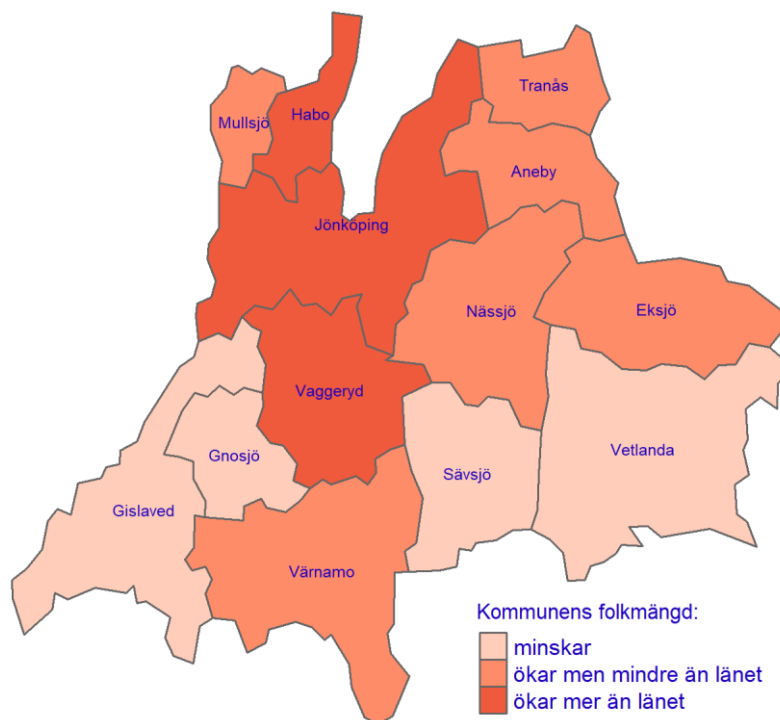 Tranås
Habo
Mullsjö
Aneby
Jönköping
Nässjö
Eksjö
Vaggeryd
Gnosjö
Vetlanda
Sävsjö
Gislaved
Värnamo
Kommunens folkmängd:
minskar
ökar men mindre än länet
ökar mer än länet